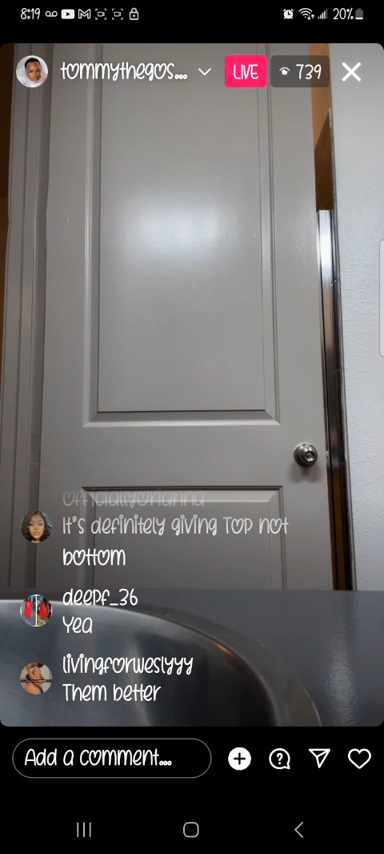 8:19
20%
tommythegos...
LIVE
739
officiallybrianna
It's definitely giving TOP not
bottom
deepf_36
Yea
livingforweslyyy
Them better
Add a comment...